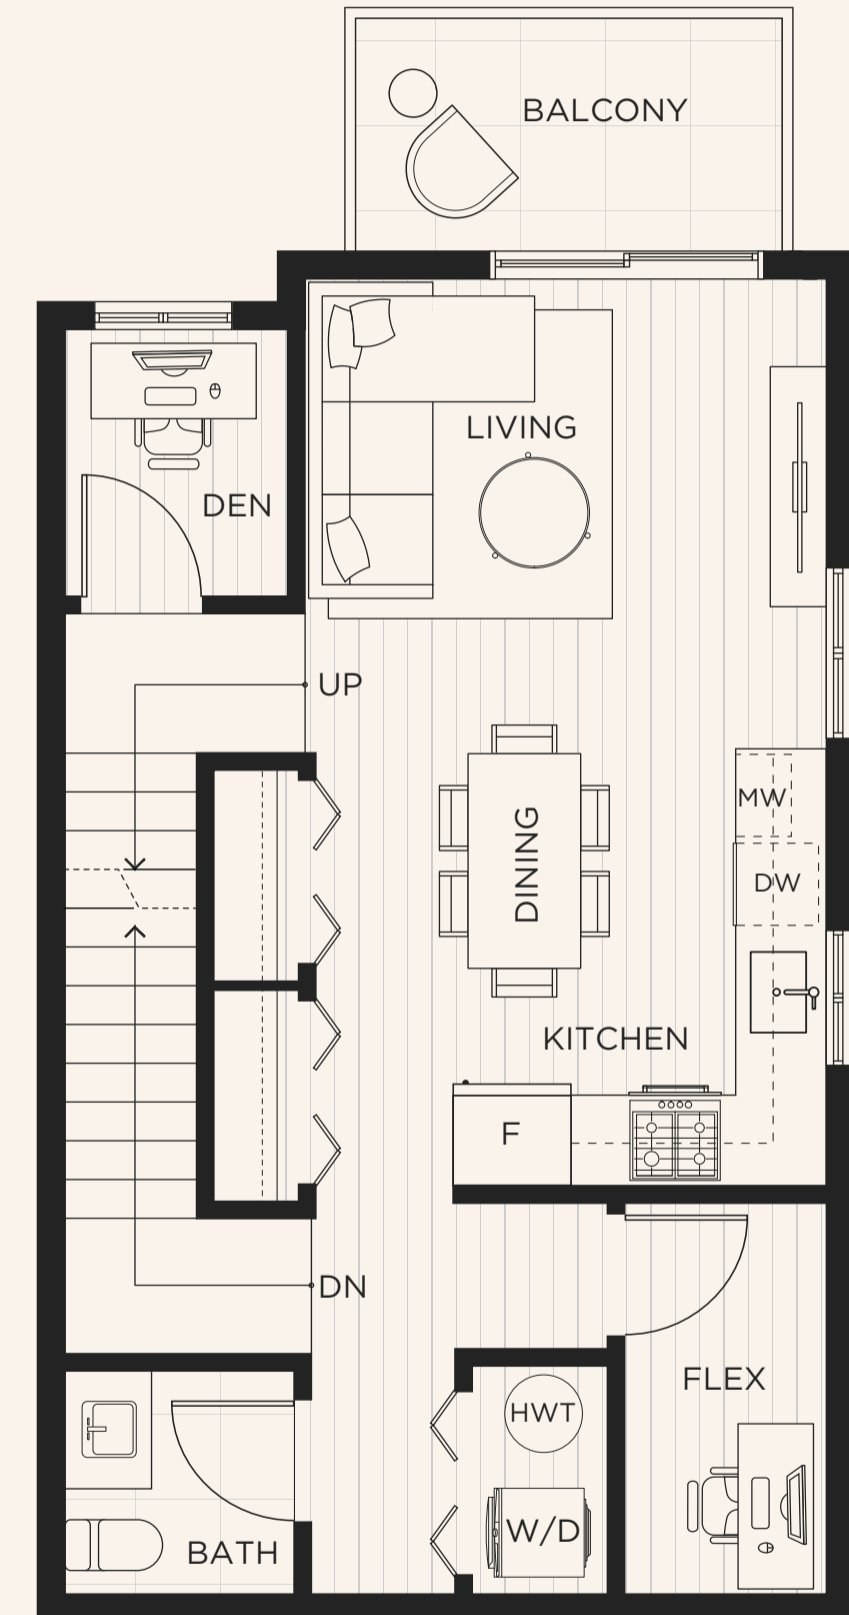 BALCONY
LIVING
DEN
UP
MW
DINING
DW
KITCHEN
F
DN
FLEX
HWT
W/D
BATH